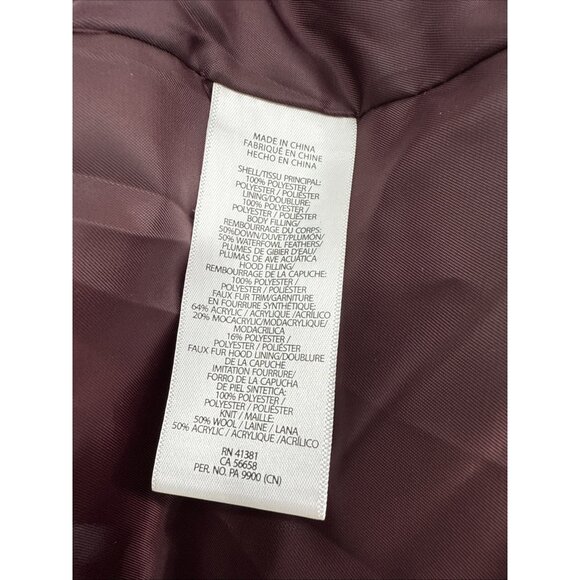 MADE IN CHINA
FABRIQUÉ EN CHINE
HECHO EN CHINA
SHELL/TISSU PRINCIPAL:
100% POLYESTER /
POLYESTER / POLIÉSTER
LINING/DOUBLURE:
100% POLYESTER /
POLYESTER / POLIÉSTER
BODY FILLING/
REMBOURRAGE DU CORPS:
50%DOWN/DUVET/PLUMÓN/
50% WATERFOWL FEATHERS/
PLUMES DE GIBIER D'EAU/
PLUMAS DE AVE ACUÁTICA
HOOD FILLING/
REMBOURRAGE DE LA CAPUCHE:
100% POLYESTER /
POLYESTER / POLIÉSTER
FAUX FUR TRIM/GARNITURE
EN FOURRURE SYNTHÉTIQUE:
64% ACRYLIC / ACRYLIQUE /ACRÍLICO
20% MOCACRYLIC/MODACRYLIQUE/
MODACRILICA
16% POLYESTER /
POLYESTER / POLIÉSTER
FAUX FUR HOOD LINING/DOUBLURE
DE LA CAPUCHE
IMITATION FOURRURE/
FORRO DE LA CAPUCHA
DE PIEL SINTETICA:
100% POLYESTER /
POLYESTER / POLIÉSTER
KNIT / MAILLE:
50% WOOL / LAINE / LANA
50% ACRYLIC / ACRYLIQUE /ACRÍLICO
RN 41381
CA 56658
PER. NO. PA 9900 (CN)